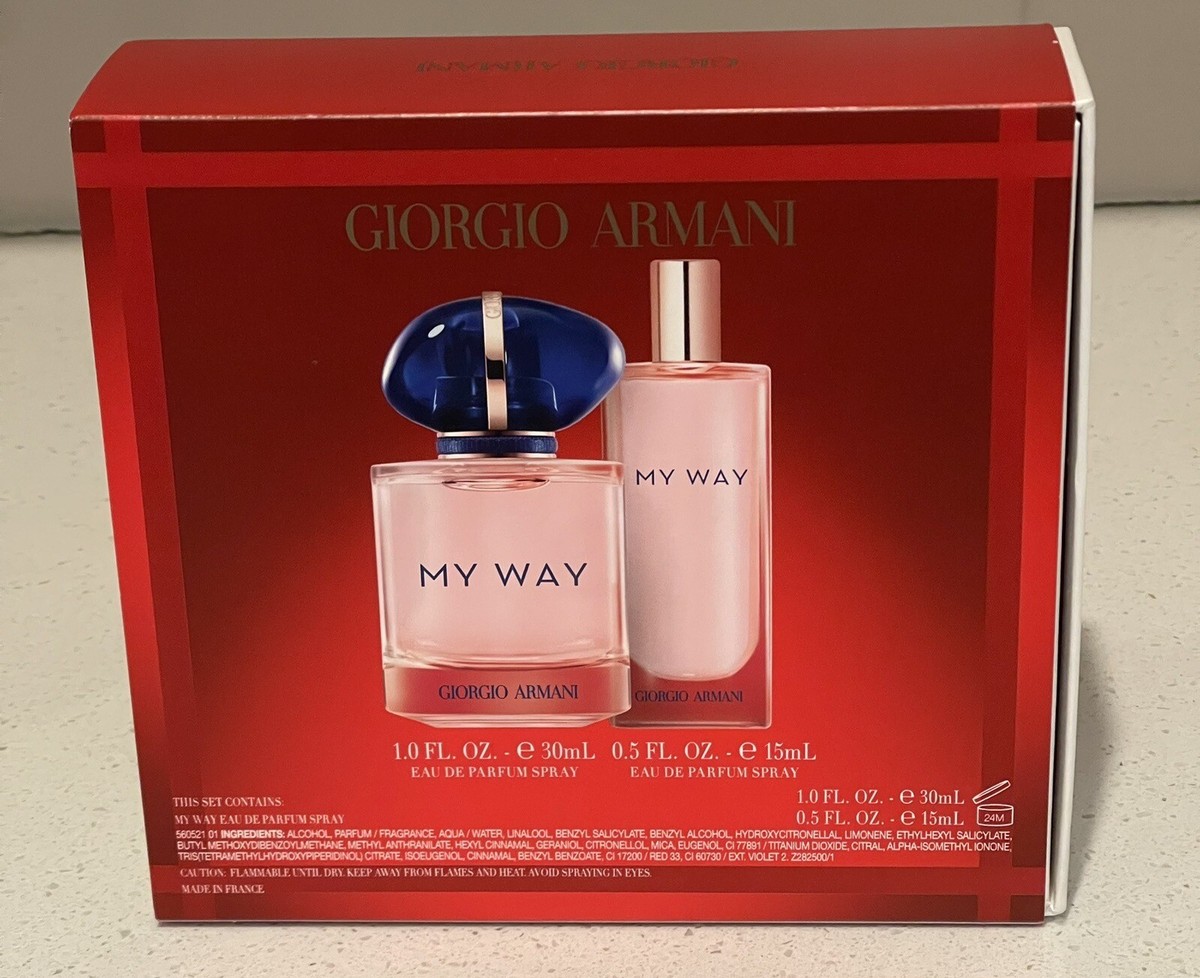 GIORGIO ARMANI
GIORGIO ARMANI
MY WAY
MY WAY
GIORGIO ARMANI
GIORGIO ARMANI
1.0 FL. OZ. - ℮ 30mL 0.5 FL. OZ. - ℮ 15mL
EAU DE PARFUM SPRAY EAU DE PARFUM SPRAY
1.0 FL. OZ. - ℮ 30mL
0.5 FL. OZ. - ℮ 15mL
24M
THIS SET CONTAINS:
MY WAY EAU DE PARFUM SPRAY
560521 01 INGREDIENTS: ALCOHOL, PARFUM / FRAGRANCE, AQUA / WATER, LINALOOL, BENZYL SALICYLATE, BENZYL ALCOHOL, HYDROXYCITRONELLAL, LIMONENE, ETHYLHEXYL SALICYLATE,
BUTYL METHOXYDIBENZOYLMETHANE, METHYL ANTHRANILATE, HEXYL CINNAMAL, GERANIOL, CITRONELLOL, MICA, EUGENOL, CI 77891 / TITANIUM DIOXIDE, CITRAL, ALPHA-ISOMETHYL IONONE,
TRIS(TETRAMETHYLHYDROXYPIPERIDINOL) CITRATE, ISOEUGENOL, CINNAMAL, BENZYL BENZOATE, CI 17200 / RED 33, CI 60730 / EXT. VIOLET 2. Z282500/1
CAUTION: FLAMMABLE UNTIL DRY. KEEP AWAY FROM FLAMES AND HEAT. AVOID SPRAYING IN EYES.
MADE IN FRANCE